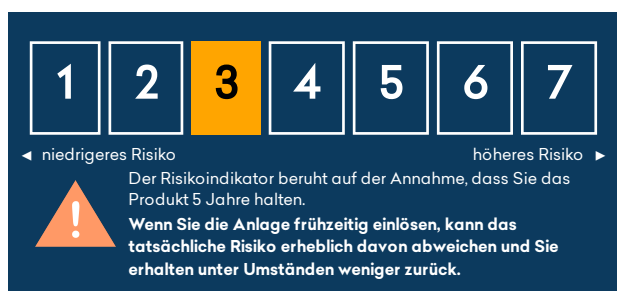 1 2 3 4 5 6 7
◄ niedrigeres Risiko höheres Risiko ►
Der Risikoindikator beruht auf der Annahme, dass Sie das
Produkt 5 Jahre halten.
Wenn Sie die Anlage frühzeitig einlösen, kann das
tatsächliche Risiko erheblich davon abweichen und Sie
erhalten unter Umständen weniger zurück.